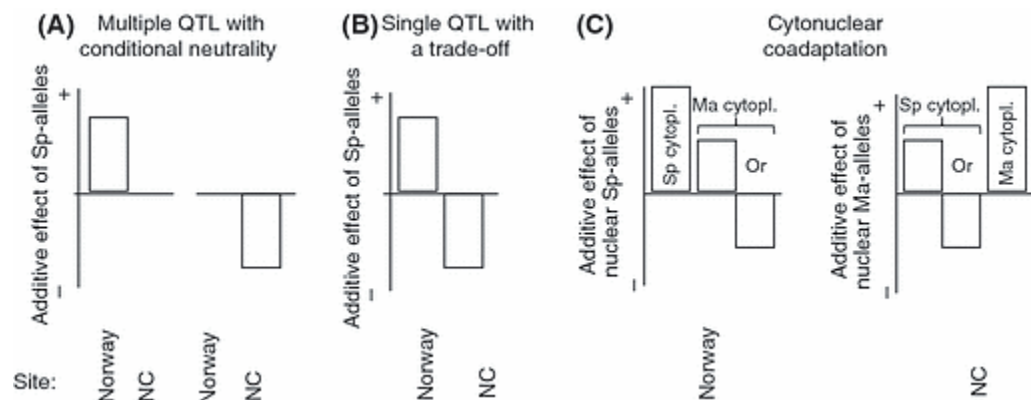 (A) Multiple QTL with
conditional neutrality
Additive effect of Sp-alleles
+
–
Site:
Norway
NC
Norway
NC
(B) Single QTL with
a trade-off
Additive effect of Sp-alleles
+
–
Norway
NC
(C) Cytonuclear
coadaptation
Additive effect of
nuclear Sp-alleles
+
–
Sp cytopl.
Ma cytopl.
Or
Norway
Additive effect of
nuclear Ma-alleles
+
–
Sp cytopl.
Or
Ma cytopl.
NC